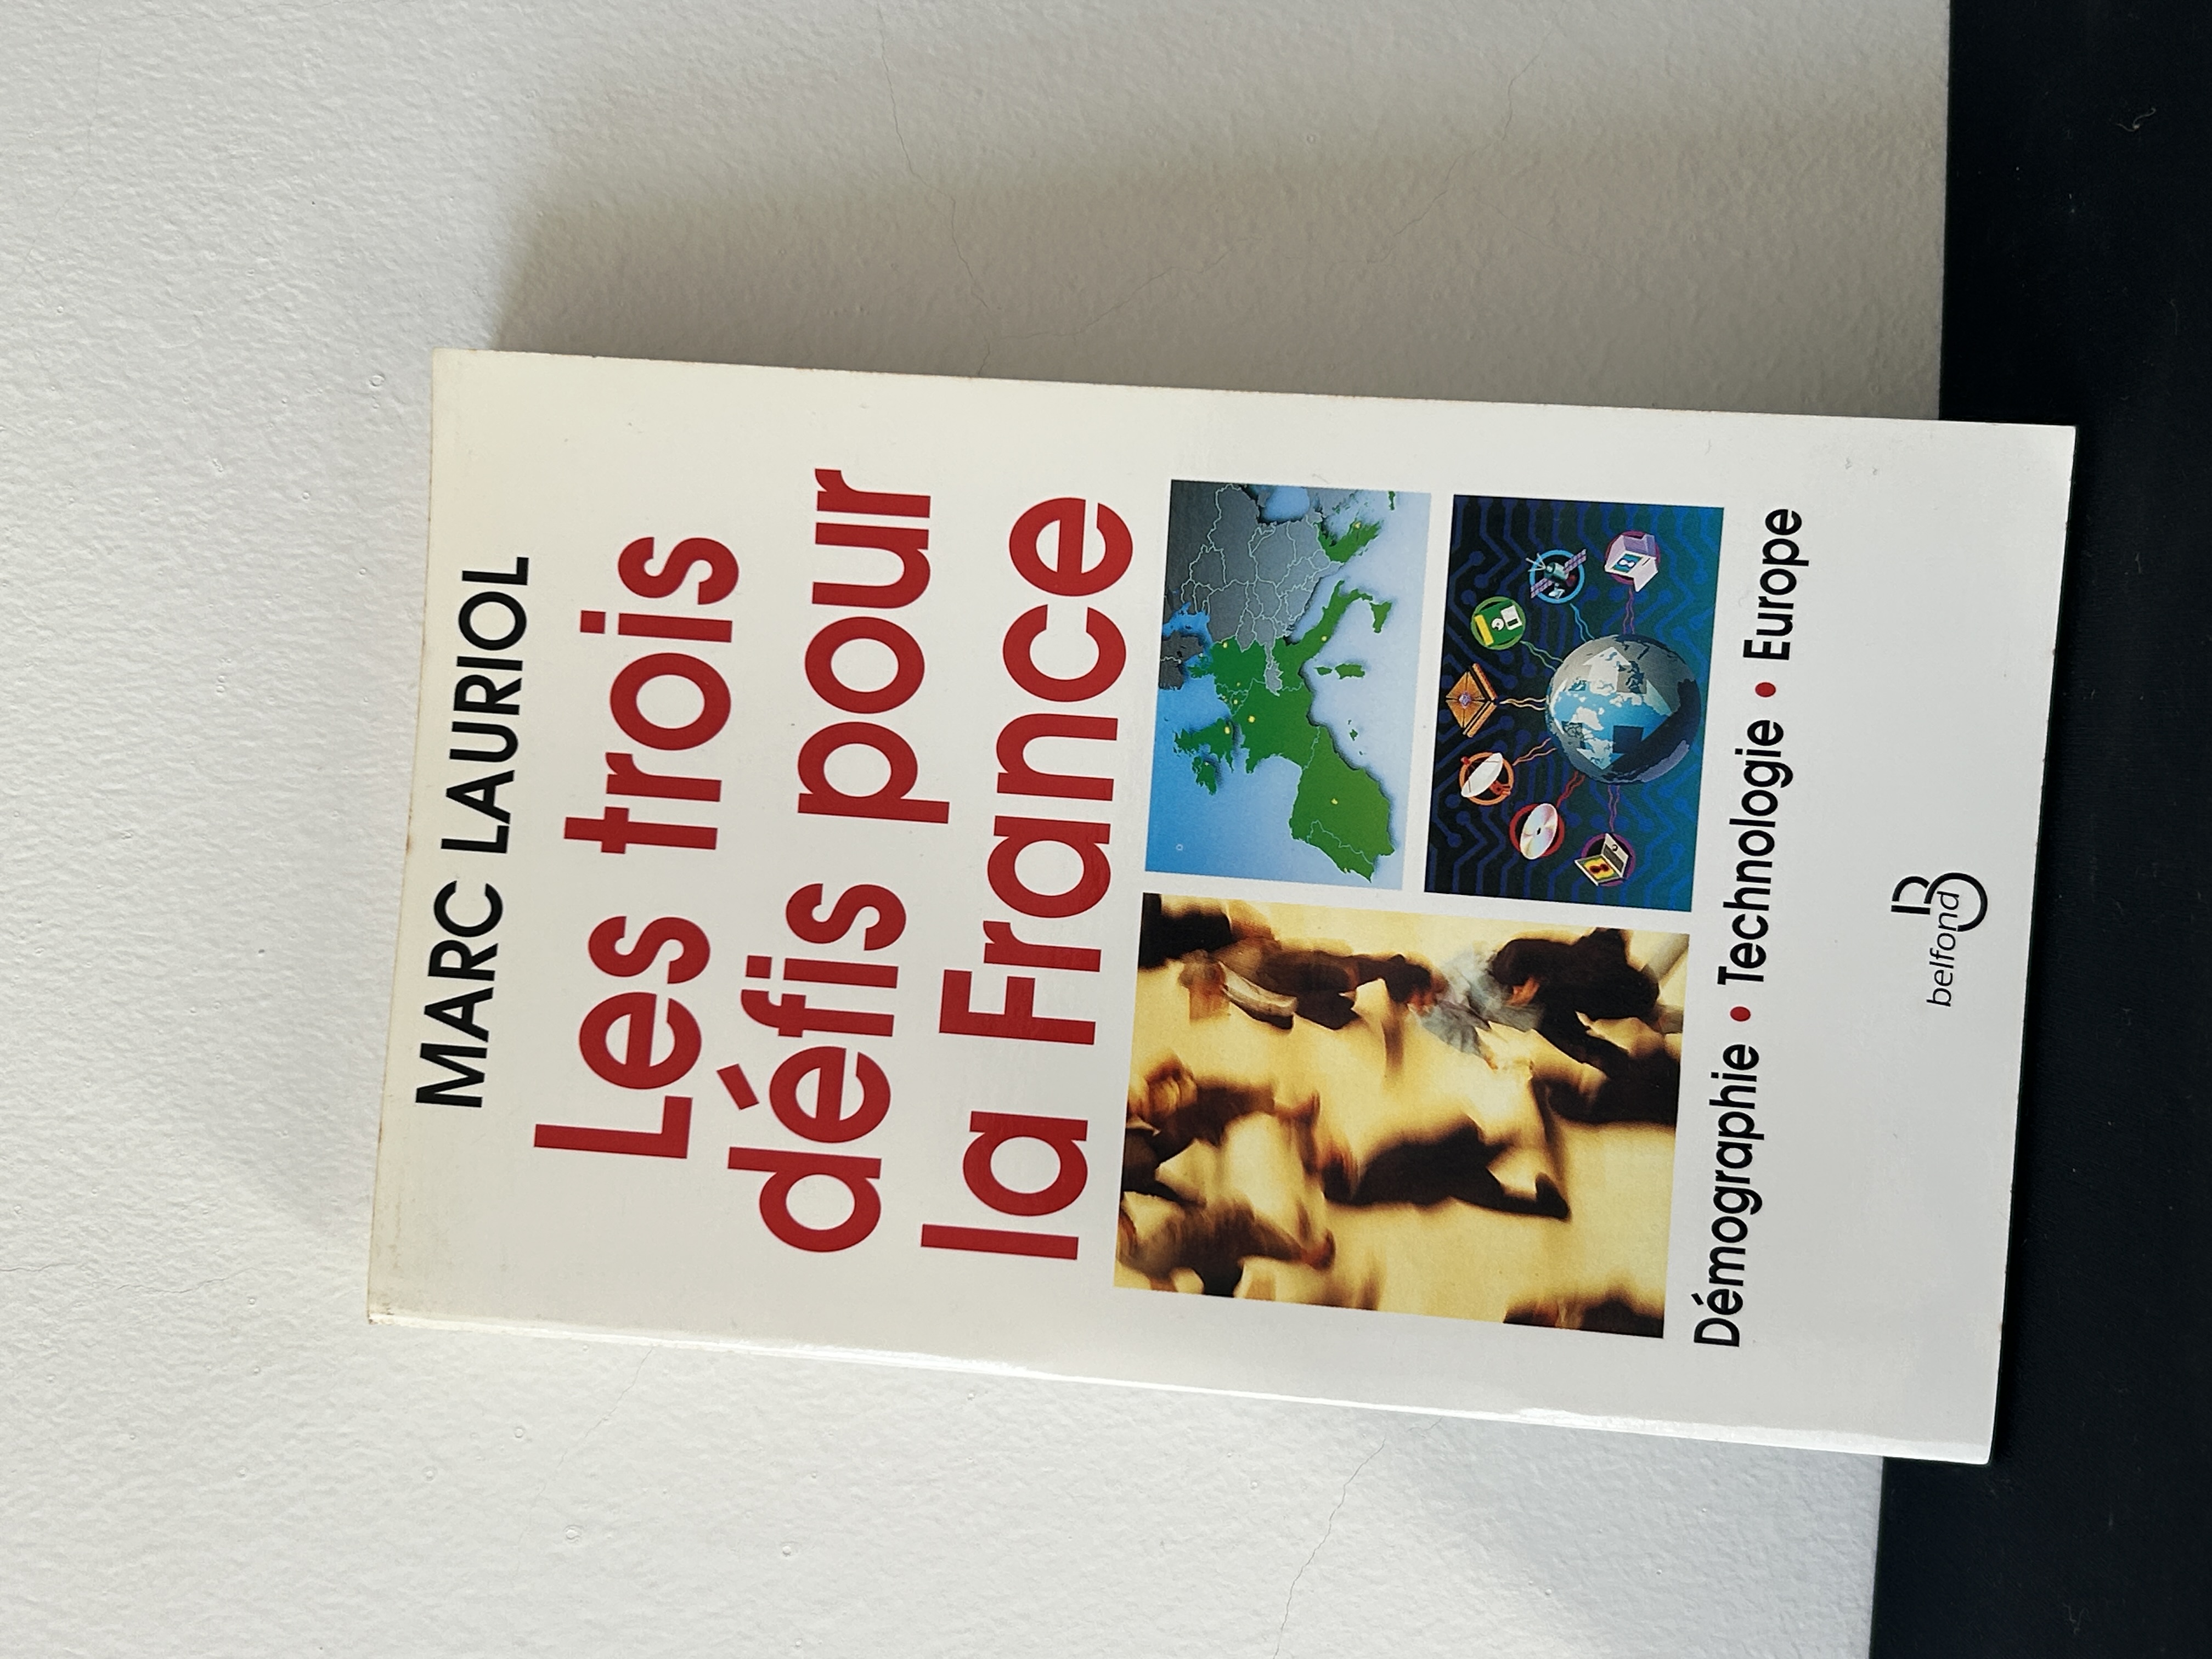 MARC LAURIOL
Les trois
défis pour
la France
Démographie • Technologie • Europe
belfond